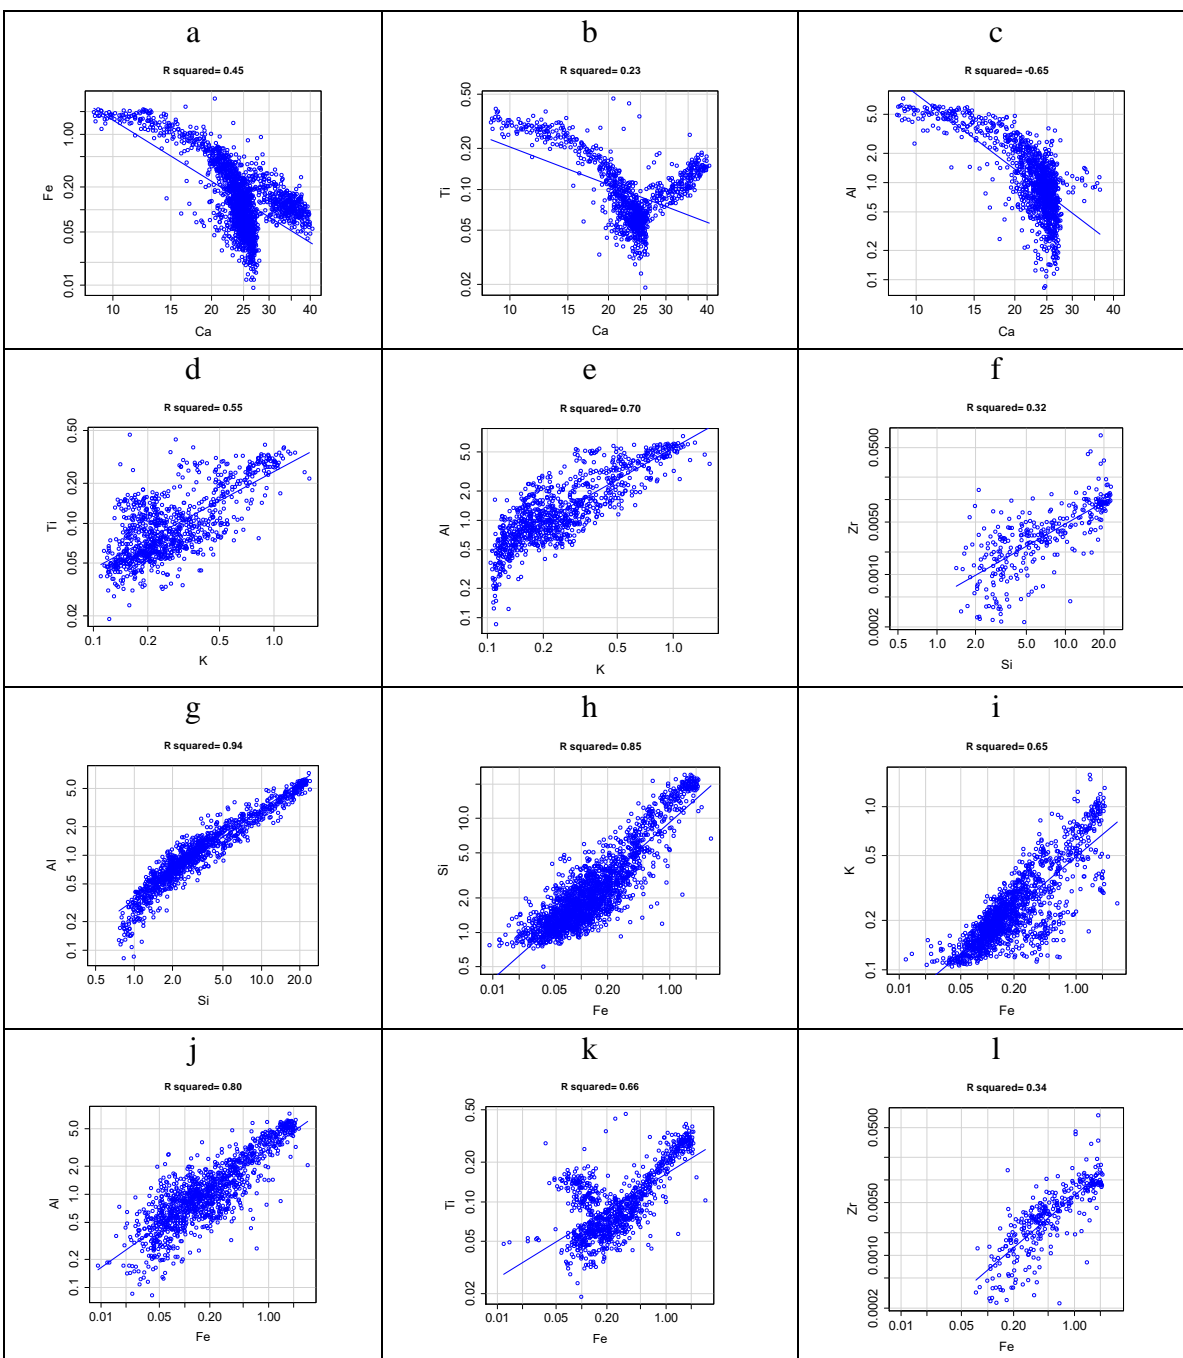 a
R squared= 0.45
Fe
1.00
0.20
0.05
0.01
10 15 20 25 30 40
Ca
b
R squared= 0.23
Ti
0.50
0.20
0.10
0.05
0.02
10 15 20 25 30 40
Ca
c
R squared= -0.65
Al
5.0
2.0
1.0
0.5
0.2
0.1
10 15 20 25 30 40
Ca
d
R squared= 0.55
Ti
0.50
0.20
0.10
0.05
0.02
0.1 0.2 0.5 1.0
K
e
R squared= 0.70
Al
5.0
2.0
1.0
0.5
0.1
0.1 0.2 0.5 1.0
K
f
R squared= 0.32
Zr
0.0500
0.0050
0.0010
0.0002
0.5 1.0 2.0 5.0 10.0 20.0
Si
g
R squared= 0.94
Al
5.0
2.0
1.0
0.5
0.2
0.1
0.5 1.0 2.0 5.0 10.0 20.0
Si
h
R squared= 0.85
Si
10.0
5.0
2.0
1.0
0.5
0.01 0.05 0.20 1.00
Fe
i
R squared= 0.65
K
1.0
0.5
0.2
0.1
0.01 0.05 0.20 1.00
Fe
j
R squared= 0.80
Al
5.0
2.0
1.0
0.5
0.2
0.1
0.01 0.05 0.20 1.00
Fe
k
R squared= 0.66
Ti
0.50
0.20
0.10
0.05
0.02
0.01 0.05 0.20 1.00
Fe
l
R squared= 0.34
Zr
0.0500
0.0050
0.0010
0.0002
0.01 0.05 0.20 1.00
Fe